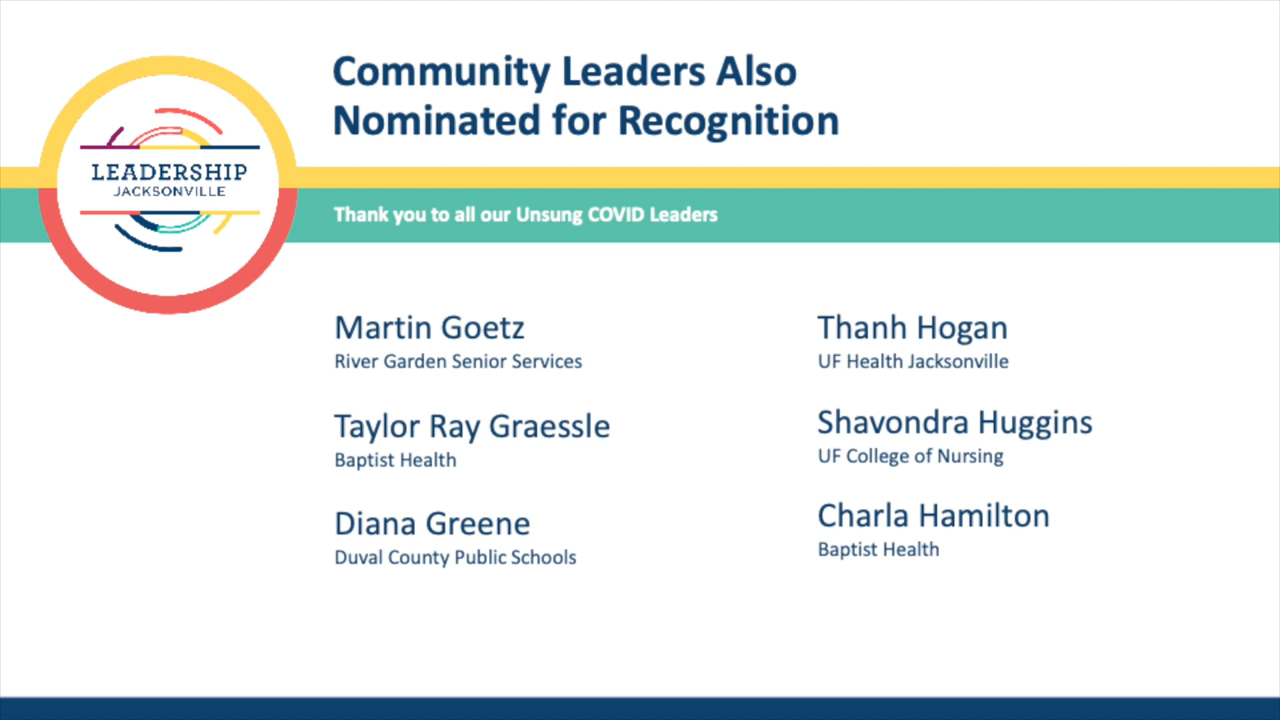 Community Leaders Also
Nominated for Recognition
LEADERSHIP
JACKSONVILLE
Thank you to all our Unsung COVID Leaders
Martin Goetz
River Garden Senior Services
Taylor Ray Graessle
Baptist Health
Diana Greene
Duval County Public Schools
Thanh Hogan
UF Health Jacksonville
Shavondra Huggins
UF College of Nursing
Charla Hamilton
Baptist Health